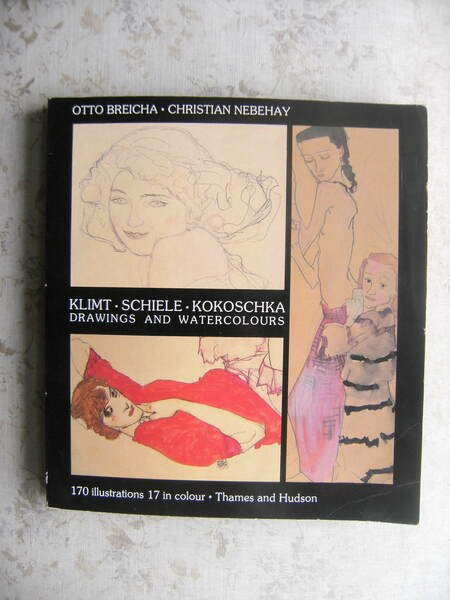 OTTO BREICHA • CHRISTIAN NEBEHAY
KLIMT • SCHIELE • KOKOSCHKA
DRAWINGS AND WATERCOLOURS
170 illustrations 17 in colour • Thames and Hudson